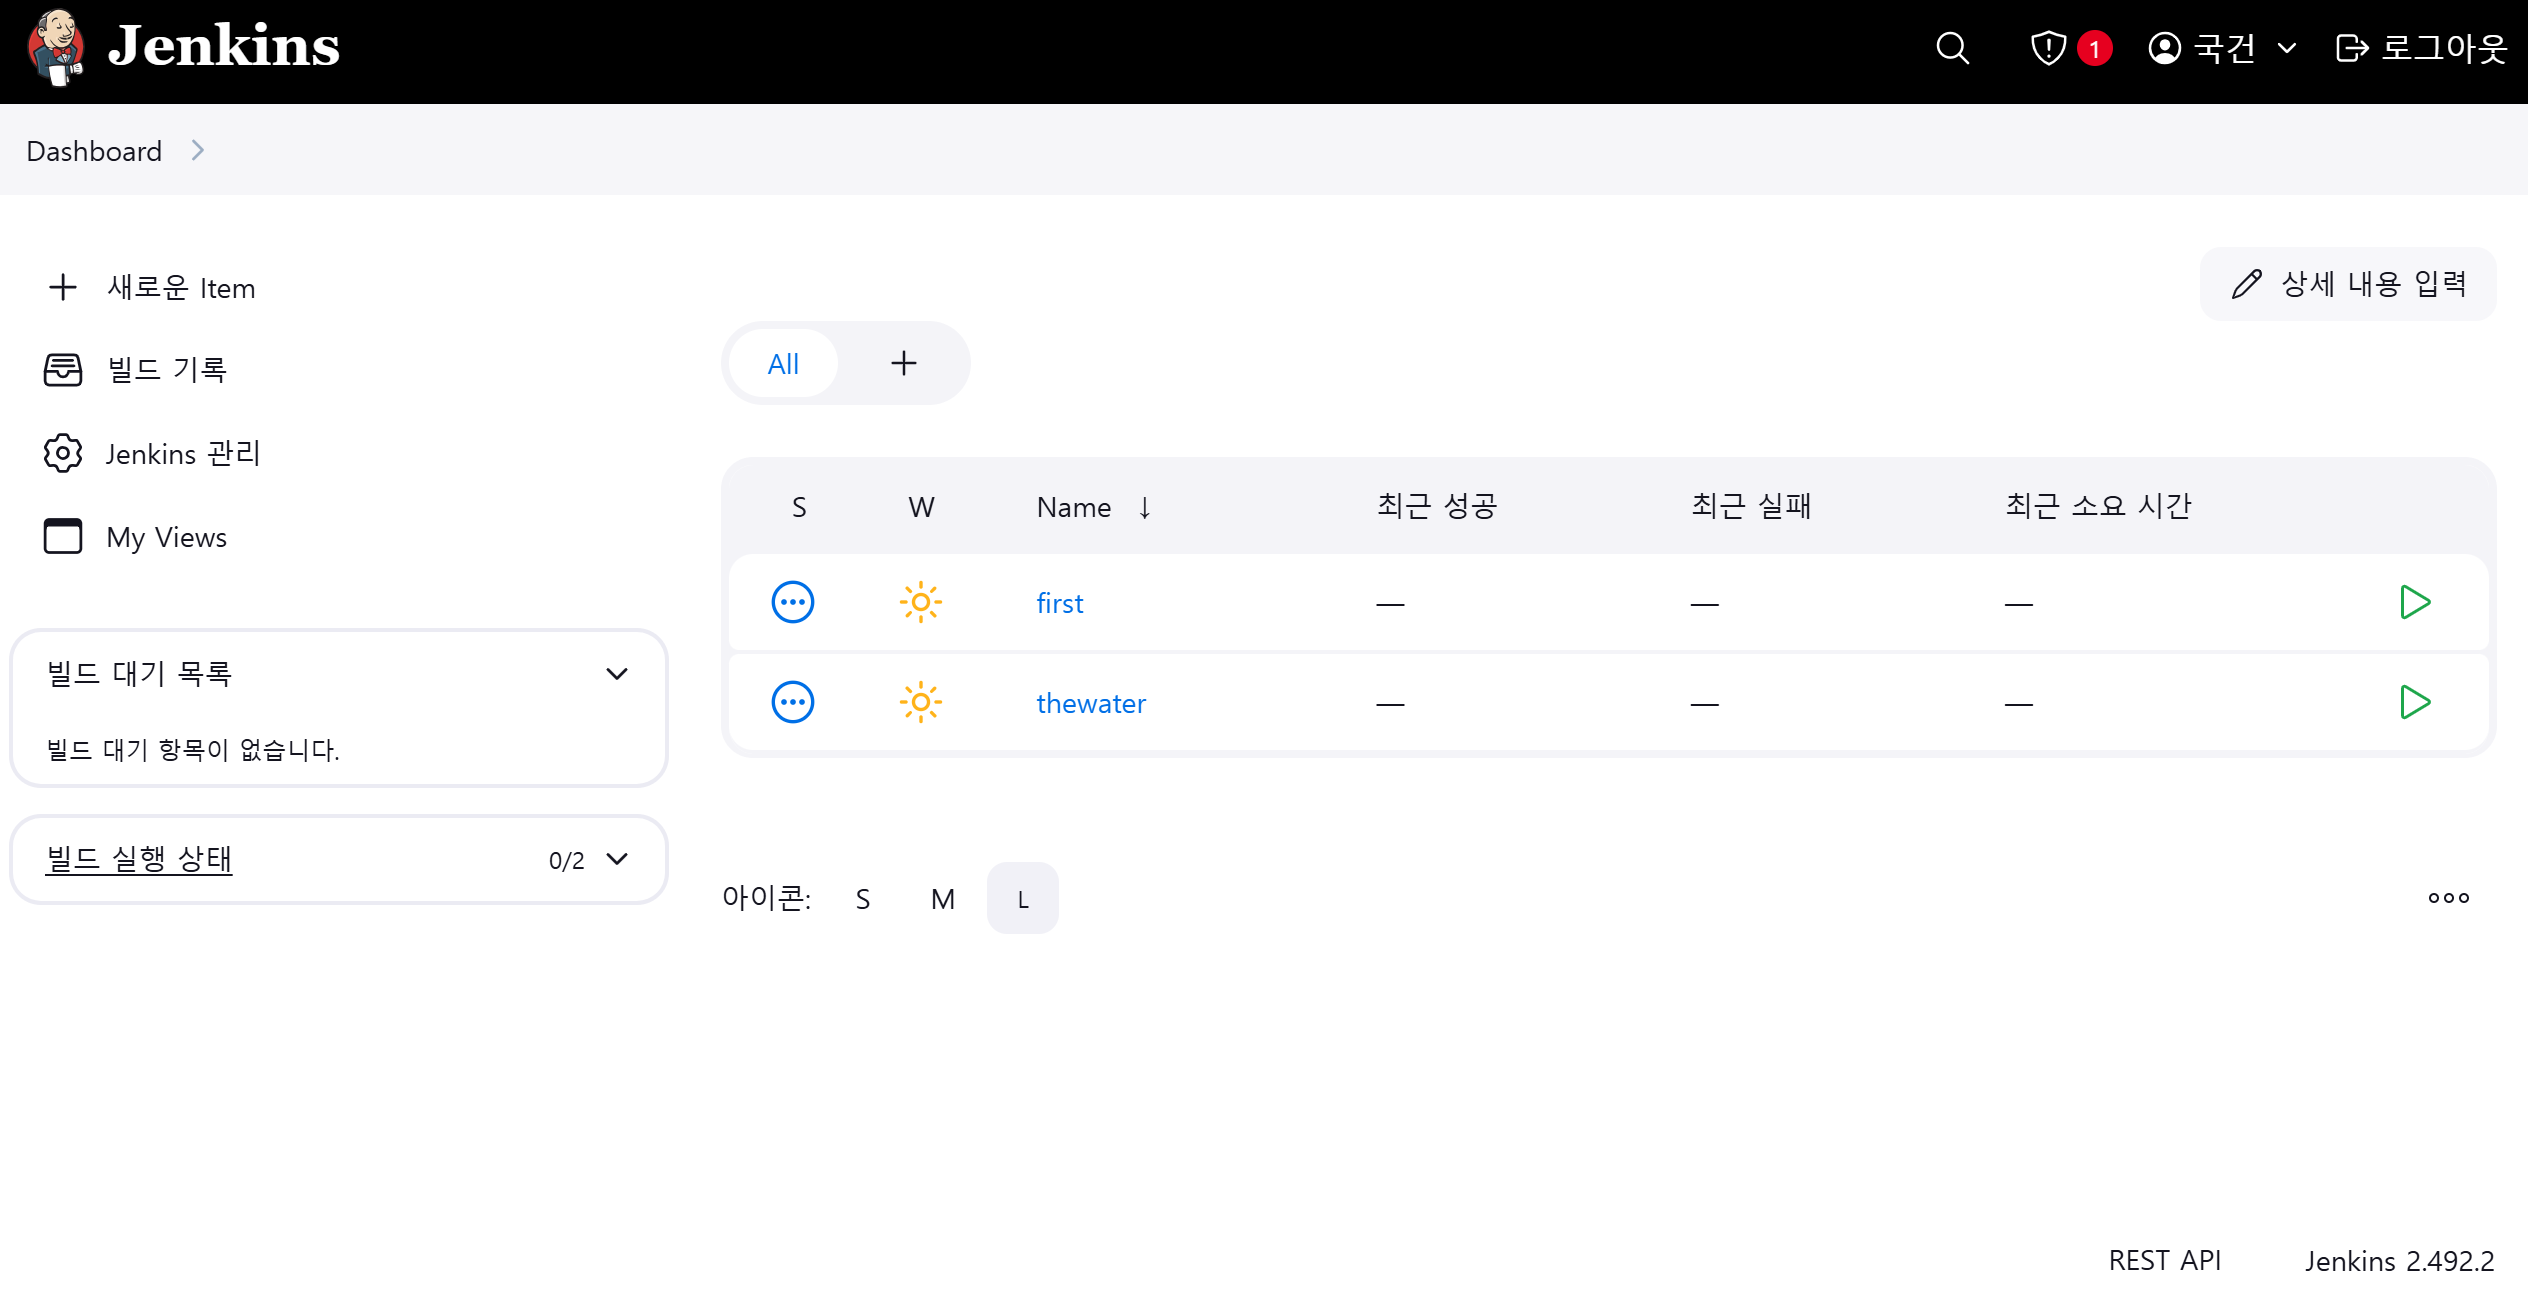 Jenkins
1
국건
로그아웃
Dashboard
새로운 Item
빌드 기록
Jenkins 관리
My Views
빌드 대기 목록
빌드 대기 항목이 없습니다.
빌드 실행 상태
0/2
상세 내용 입력
All
S W Name ↓ 최근 성공 최근 실패 최근 소요 시간
first — — —
thewater — — —
아이콘: S M L
REST API
Jenkins 2.492.2